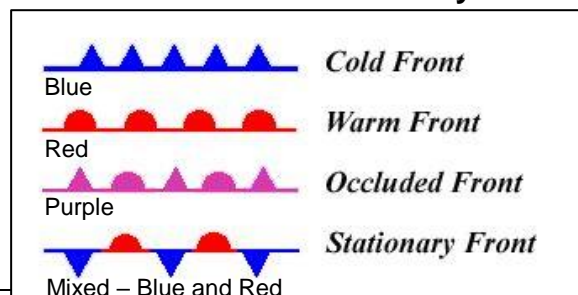 Cold Front
Blue
Warm Front
Red
Occluded Front
Purple
Stationary Front
Mixed – Blue and Red